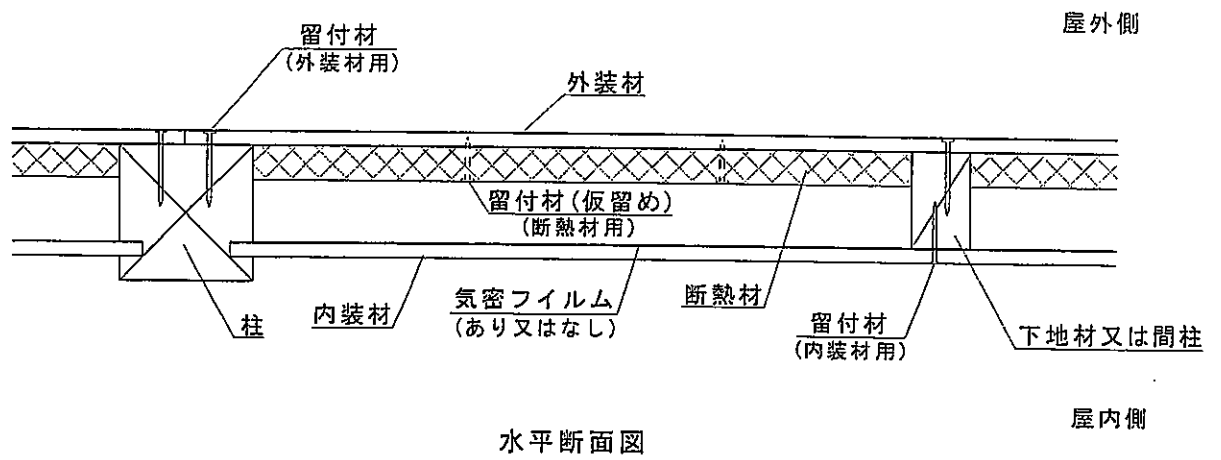 屋外側
留付材
(外装材用)
外装材
留付材(仮留め)
(断熱材用)
柱
内装材
気密フイルム
(あり又はなし)
断熱材
留付材
(内装材用)
下地材又は間柱
屋内側
水平断面図